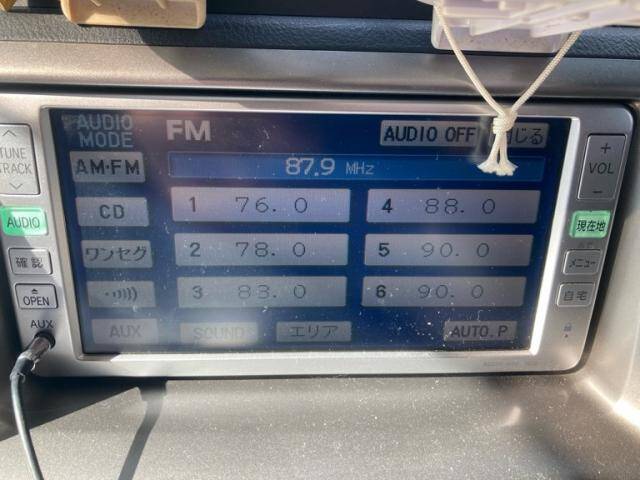 AUDIO MODE
FM
AUDIO OFF
じる
AM・FM
87.9 MHz
CD
1 76.0
4 88.0
ワンセグ
2 78.0
5 90.0
3 83.0
6 90.0
AUX
SOUND
エリア
AUTO.P
TUNE
TRACK
AUDIO
確認
OPEN
AUX
+
VOL
-
現在地
メニュー
自宅